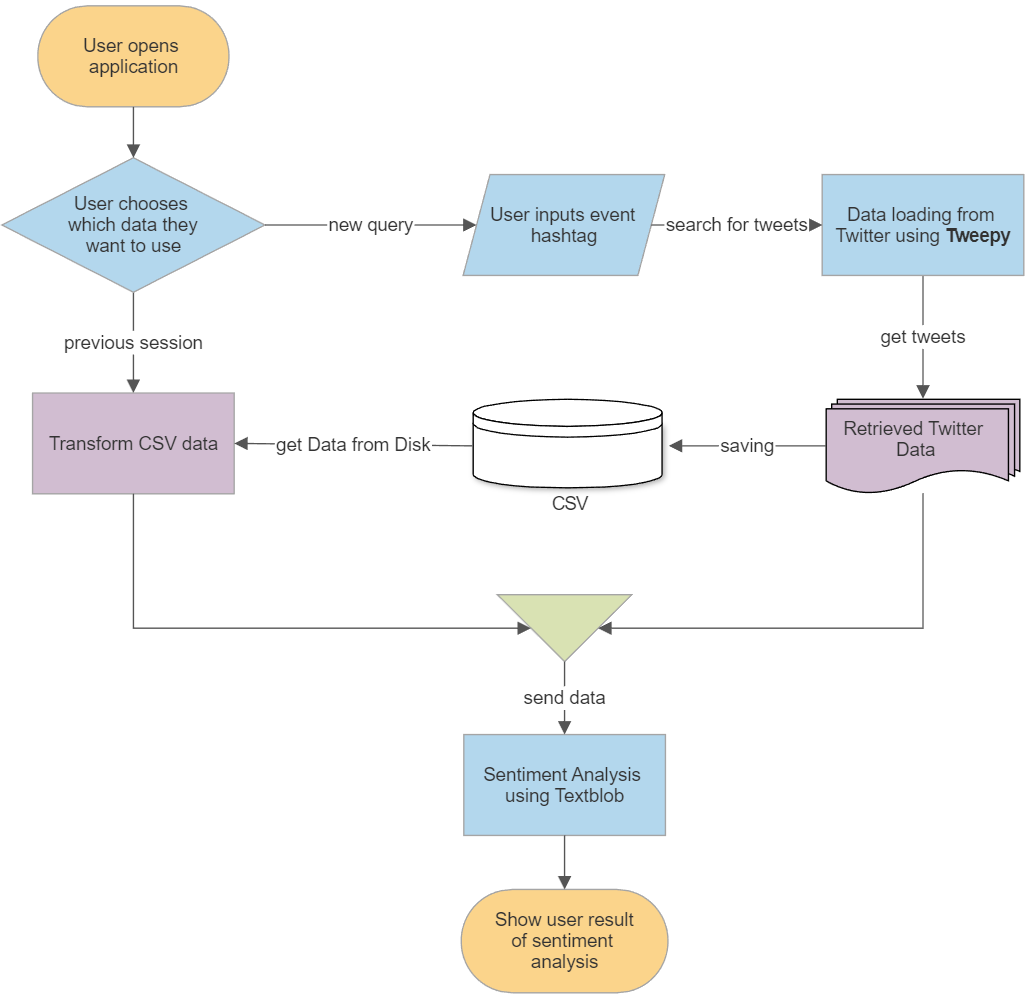 User opens
application
User chooses
which data they
want to use
new query
User inputs event
hashtag
search for tweets
Data loading from
Twitter using Tweepy
previous session
get tweets
Transform CSV data
get Data from Disk
CSV
saving
Retrieved Twitter
Data
send data
Sentiment Analysis
using Textblob
Show user result
of sentiment
analysis